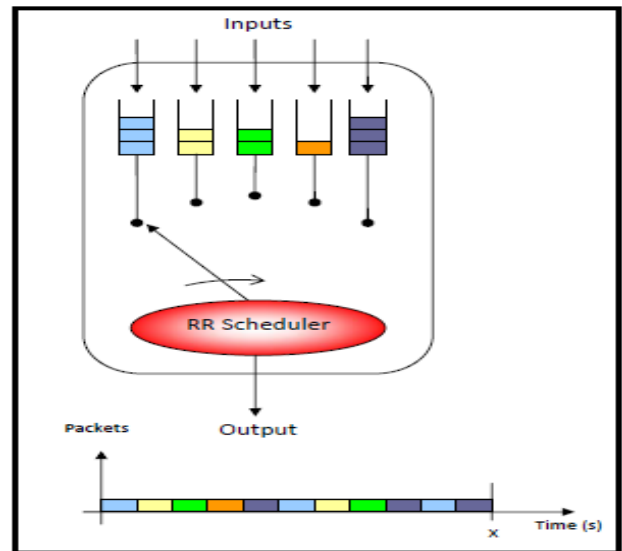 Inputs
RR Scheduler
Packets
Output
x
Time (s)